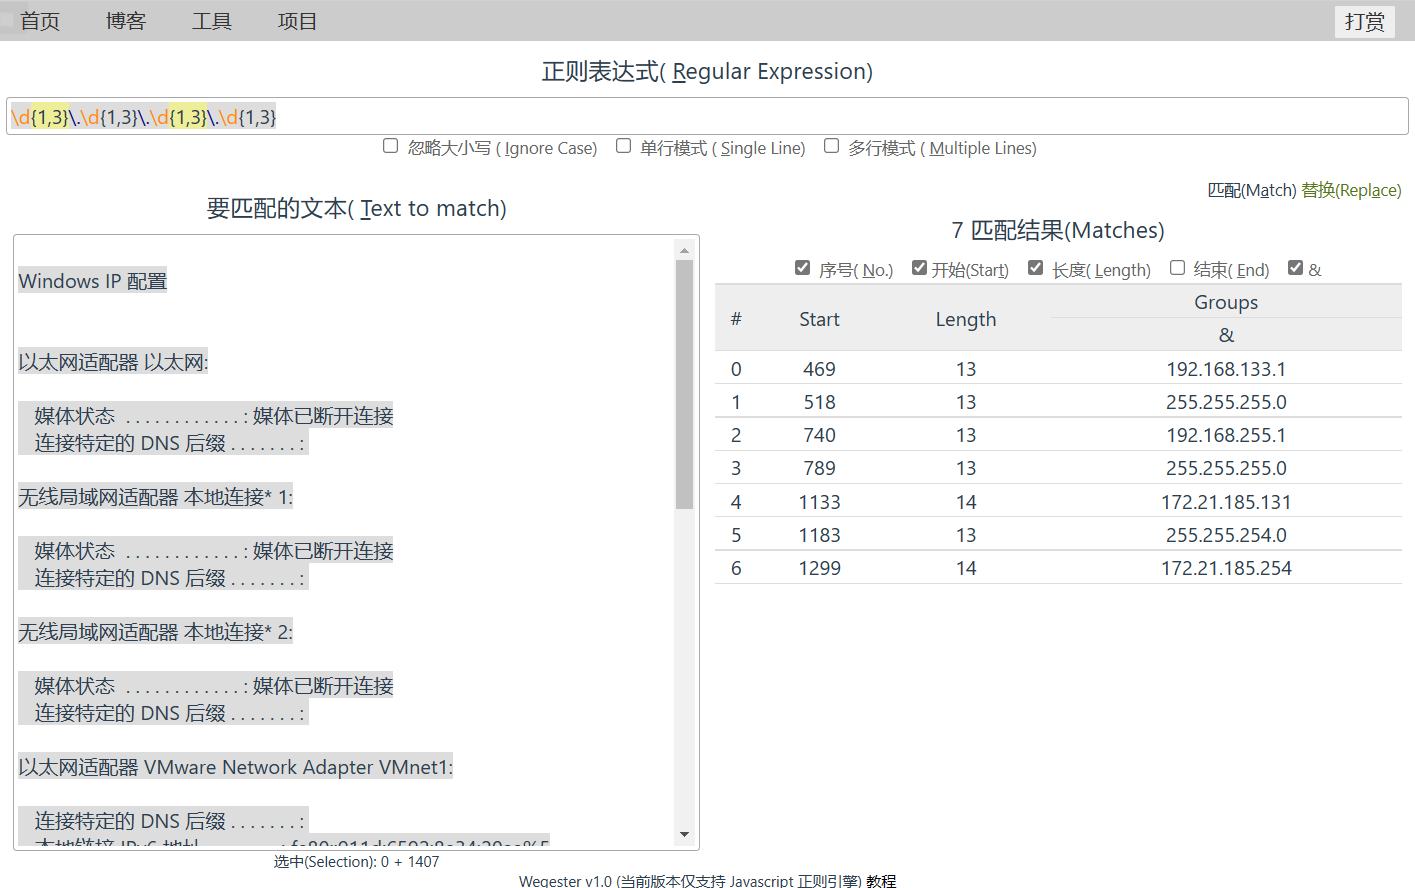 首页 博客 工具 项目 打赏
正则表达式( Regular Expression)
\d{1,3}\.\d{1,3}\.\d{1,3}\.\d{1,3}
忽略大小写 ( Ignore Case) 单行模式 ( Single Line) 多行模式 ( Multiple Lines)
匹配(Match) 替换(Replace)
要匹配的文本( Text to match)
Windows IP 配置
以太网适配器 以太网:
媒体状态 . . . . . . . . . . . . : 媒体已断开连接
连接特定的 DNS 后缀 . . . . . . . :
无线局域网适配器 本地连接* 1:
媒体状态 . . . . . . . . . . . . : 媒体已断开连接
连接特定的 DNS 后缀 . . . . . . . :
无线局域网适配器 本地连接* 2:
媒体状态 . . . . . . . . . . . . : 媒体已断开连接
连接特定的 DNS 后缀 . . . . . . . :
以太网适配器 VMware Network Adapter VMnet1:
连接特定的 DNS 后缀 . . . . . . . :
本地链接 IPv6 地址
选中(Selection): 0 + 1407
7 匹配结果(Matches)
序号( No.) 开始(Start) 长度( Length) 结束( End) &
# Start Length Groups
&
0 469 13 192.168.133.1
1 518 13 255.255.255.0
2 740 13 192.168.255.1
3 789 13 255.255.255.0
4 1133 14 172.21.185.131
5 1183 13 255.255.254.0
6 1299 14 172.21.185.254
Wegester v1.0 (当前版本仅支持 Javascript 正则引擎) 教程